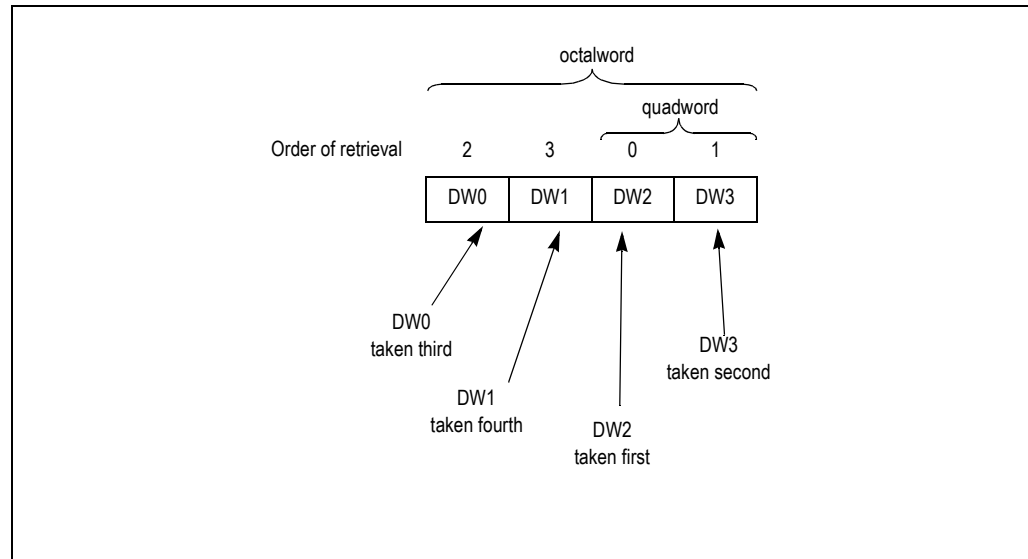 octalword
quadword
Order of retrieval 2 3 0 1
DW0 DW1 DW2 DW3
DW0
taken third
DW1
taken fourth
DW2
taken first
DW3
taken second